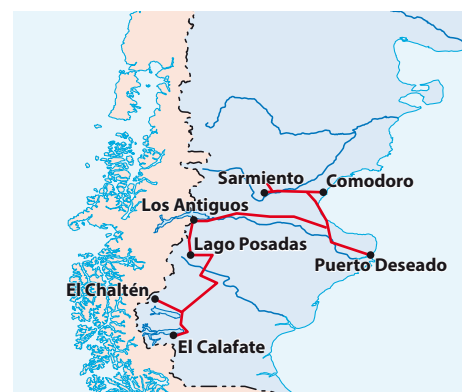 Sarmiento
Comodoro
Los Antiguos
Lago Posadas
Puerto Deseado
El Chaltén
El Calafate